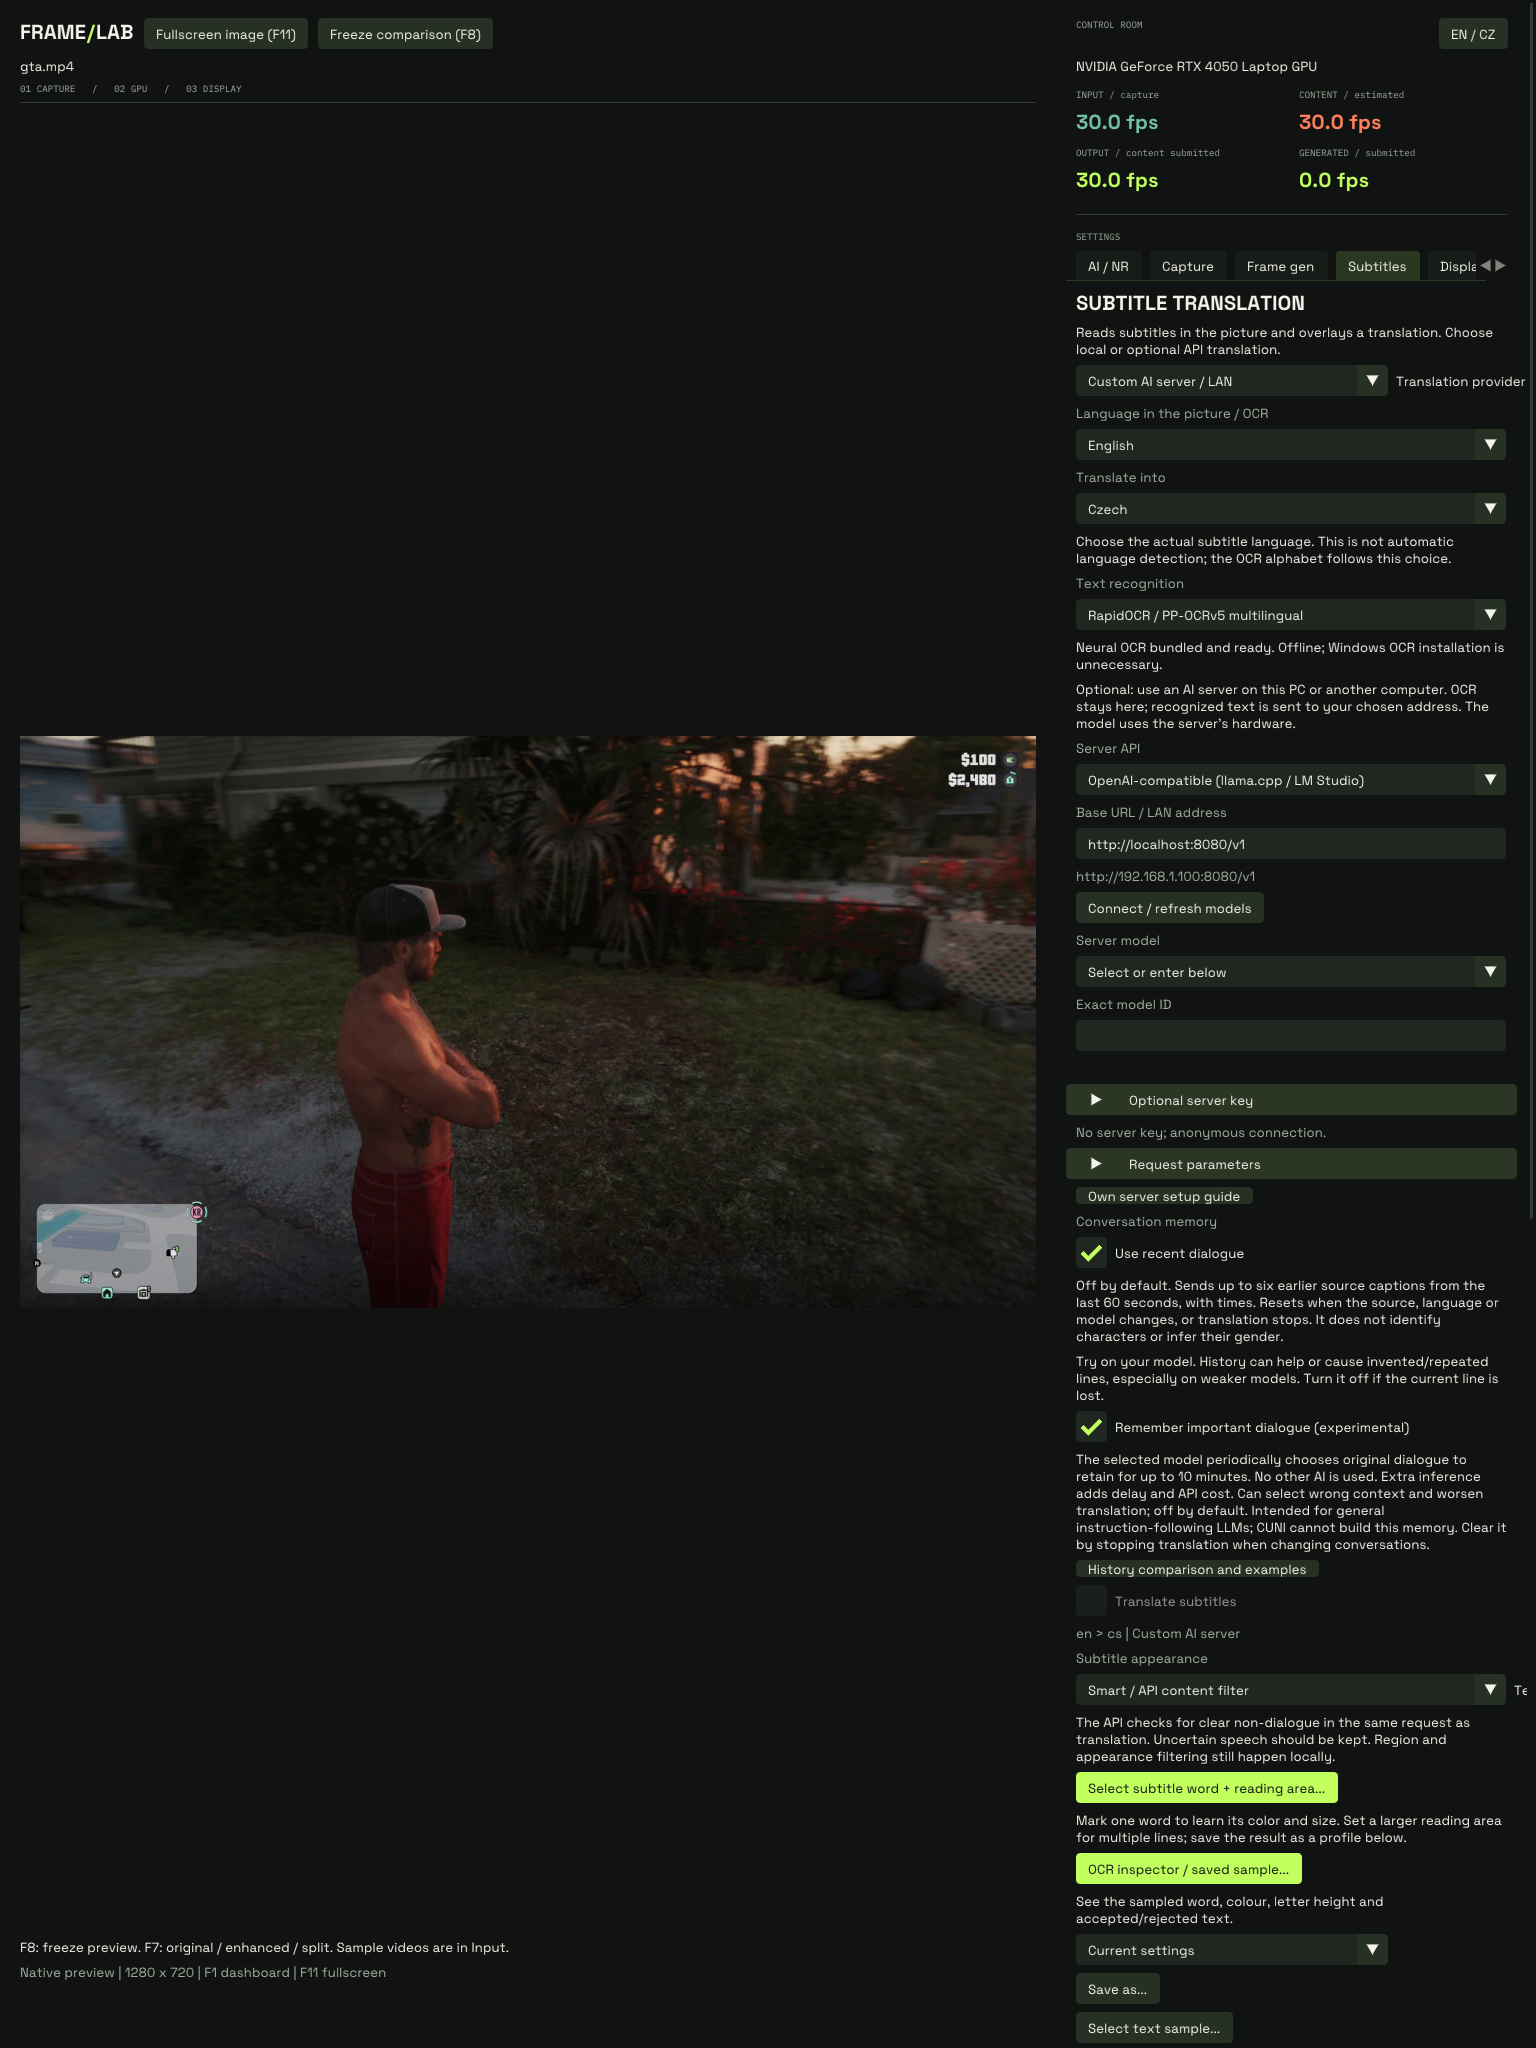 FRAME/LAB
Fullscreen image (F11)
Freeze comparison (F8)
gta.mp4
01 CAPTURE / 02 GPU / 03 DISPLAY
$100
$2,480
N
F8: freeze preview. F7: original / enhanced / split. Sample videos are in Input.
Native preview | 1280 x 720 | F1 dashboard | F11 fullscreen
CONTROL ROOM
EN / CZ
NVIDIA GeForce RTX 4050 Laptop GPU
INPUT / capture
CONTENT / estimated
30.0 fps
30.0 fps
OUTPUT / content submitted
GENERATED / submitted
30.0 fps
0.0 fps
SETTINGS
AI / NR
Capture
Frame gen
Subtitles
Displa
SUBTITLE TRANSLATION
Reads subtitles in the picture and overlays a translation. Choose
local or optional API translation.
Custom AI server / LAN
Translation provider
Language in the picture / OCR
English
Translate into
Czech
Choose the actual subtitle language. This is not automatic
language detection; the OCR alphabet follows this choice.
Text recognition
RapidOCR / PP-OCRv5 multilingual
Neural OCR bundled and ready. Offline; Windows OCR installation is
unnecessary.
Optional: use an AI server on this PC or another computer. OCR
stays here; recognized text is sent to your chosen address. The
model uses the server's hardware.
Server API
OpenAI-compatible (llama.cpp / LM Studio)
Base URL / LAN address
http://localhost:8080/v1
http://192.168.1.100:8080/v1
Connect / refresh models
Server model
Select or enter below
Exact model ID
Optional server key
No server key; anonymous connection.
Request parameters
Own server setup guide
Conversation memory
Use recent dialogue
Off by default. Sends up to six earlier source captions from the
last 60 seconds, with times. Resets when the source, language or
model changes, or translation stops. It does not identify
characters or infer their gender.
Try on your model. History can help or cause invented/repeated
lines, especially on weaker models. Turn it off if the current line is
lost.
Remember important dialogue (experimental)
The selected model periodically chooses original dialogue to
retain for up to 10 minutes. No other AI is used. Extra inference
adds delay and API cost. Can select wrong context and worsen
translation; off by default. Intended for general
instruction-following LLMs; CUNI cannot build this memory. Clear it
by stopping translation when changing conversations.
History comparison and examples
Translate subtitles
en > cs | Custom AI server
Subtitle appearance
Smart / API content filter
Te
The API checks for clear non-dialogue in the same request as
translation. Uncertain speech should be kept. Region and
appearance filtering still happen locally.
Select subtitle word + reading area...
Mark one word to learn its color and size. Set a larger reading area
for multiple lines; save the result as a profile below.
OCR inspector / saved sample...
See the sampled word, colour, letter height and
accepted/rejected text.
Current settings
Save as...
Select text sample...